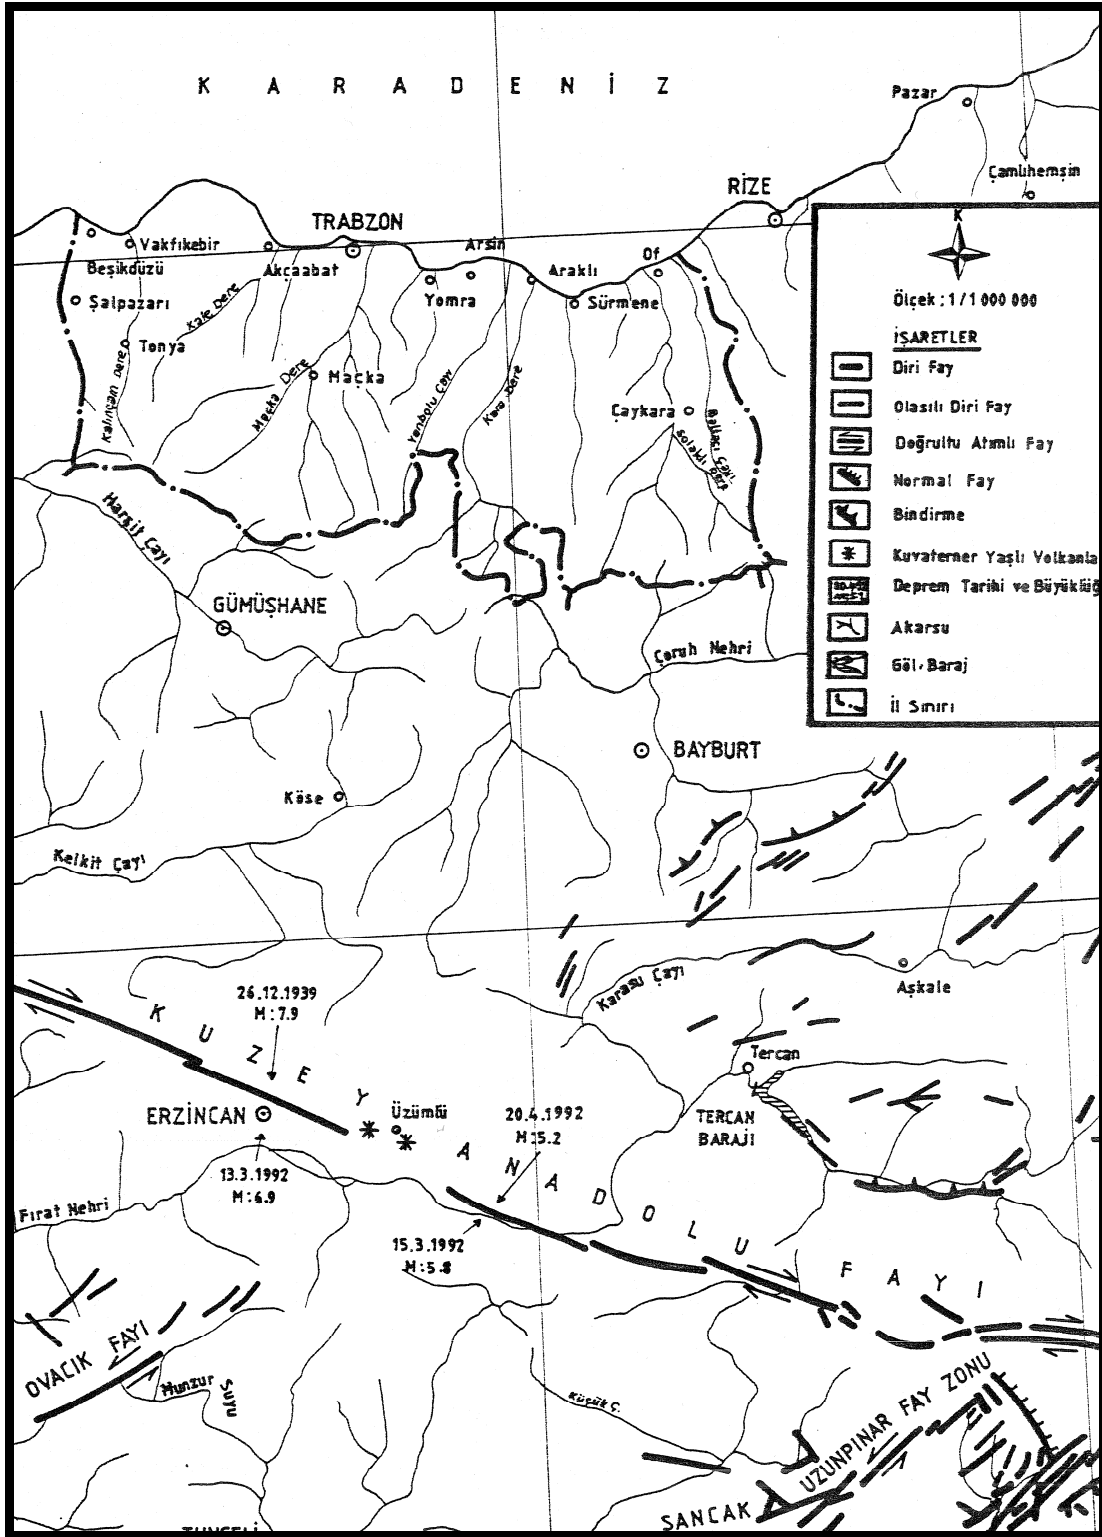 KARADENİZ
Pazar
Çamlıhemşin
RİZE
TRABZON
Vakfıkebir
Beşikdüzü
Akçaabat
Arsin
Yomra
Araklı
Of
Sürmene
Şalpazarı
Kale Dere
Tonya
Kalınçam Dere
Maçka Dere
Maçka
Yanbolu Çayı
Kara Dere
Çaykara
Solaklı
Baltacı
K
Ölçek : 1/1 000 000
İŞARETLER
Diri Fay
Olasılı Diri Fay
Doğrultu Atımlı Fay
Normal Fay
Bindirme
Kuvaterner Yaşlı Volkanla
Deprem Tarihi ve Büyüklüğ
Akarsu
Göl, Baraj
İl Sınırı
Harşit Çayı
GÜMÜŞHANE
Çoruh Nehri
BAYBURT
Köse
Kelkit Çayı
Karasu Çayı
Aşkale
26.12.1939
M:7.9
KUZEY ANADOLU FAYI
Tercan
TERCAN
BARAJI
ERZİNCAN
Üzümlü
20.4.1992
M:5.2
13.3.1992
M:6.9
Fırat Nehri
15.3.1992
M:5.8
OVACIK FAYI
Munzur
Suyu
Küçük Ç.
SANCAK UZUNPINAR FAY ZONU
TUNCELİ